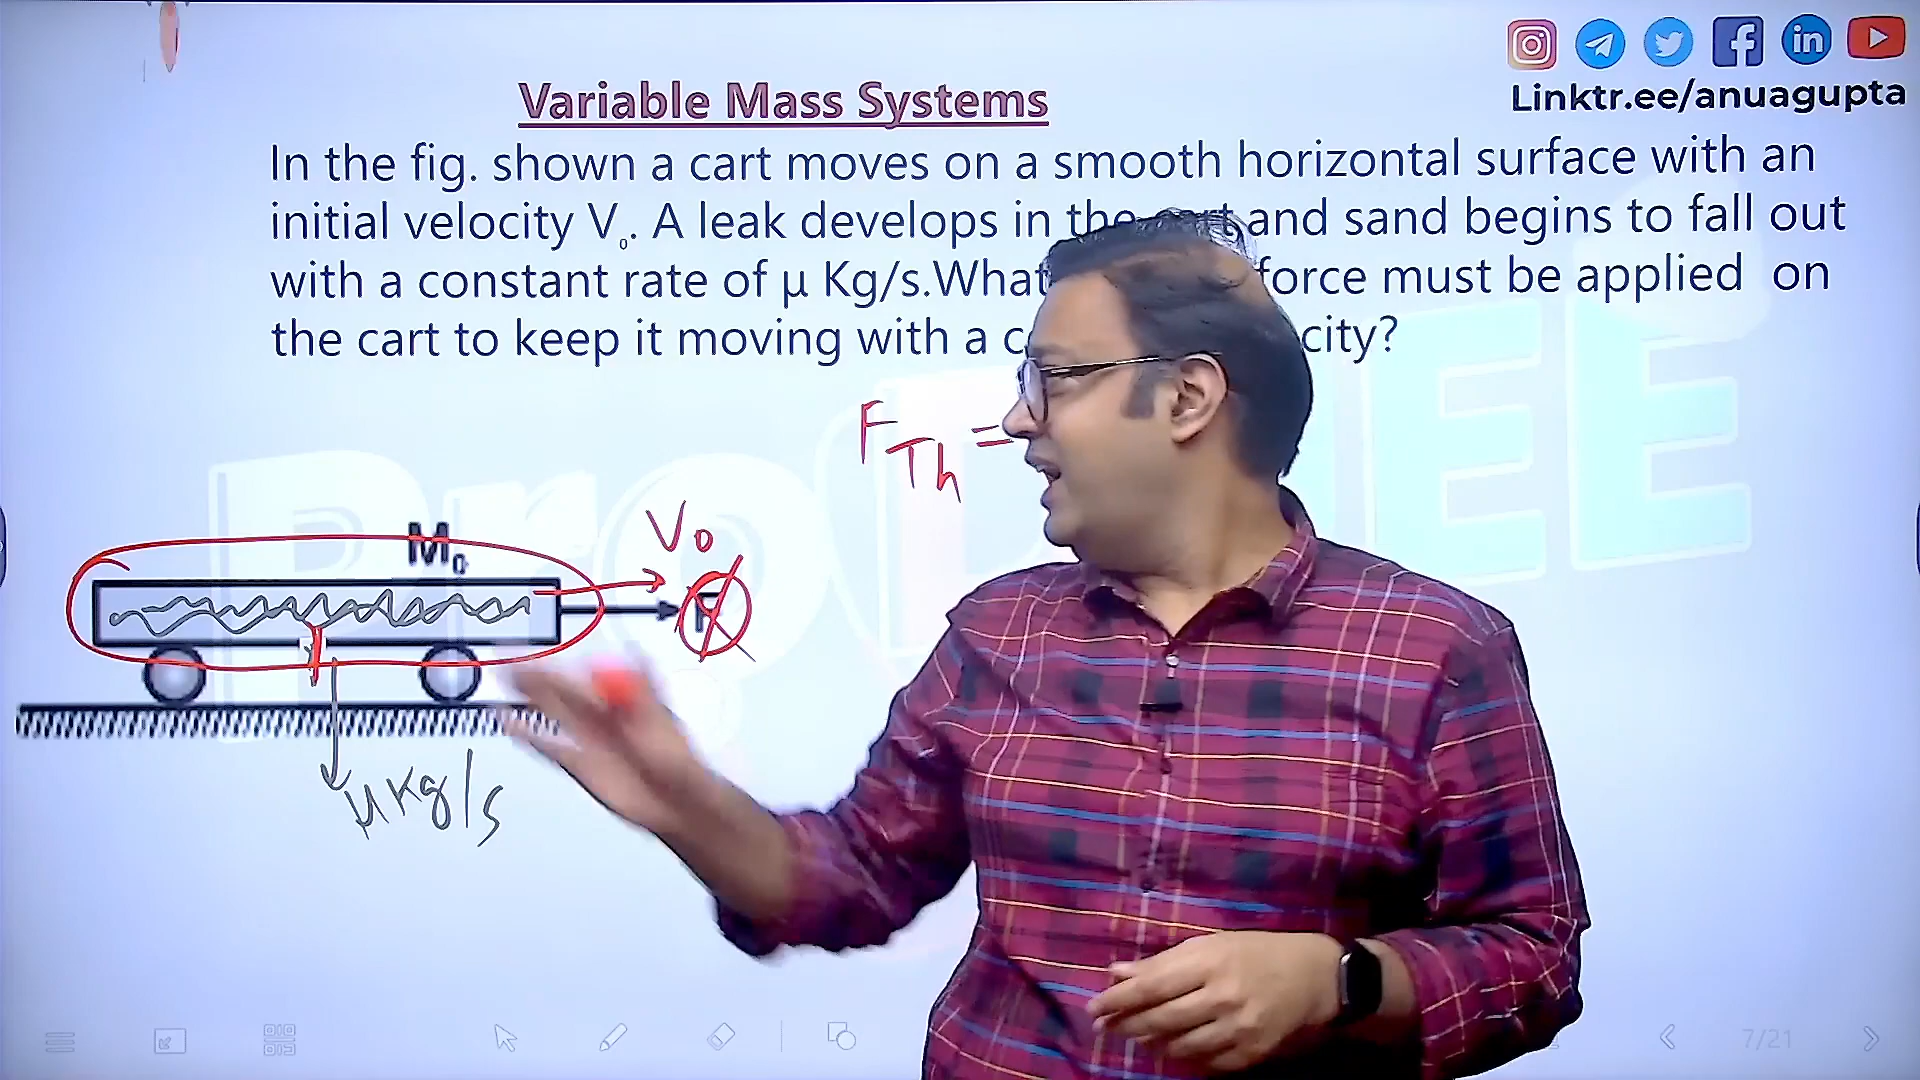 Linktr.ee/anuagupta
Variable Mass Systems
In the fig. shown a cart moves on a smooth horizontal surface with an
initial velocity V₀. A leak develops in the cart and sand begins to fall out
with a constant rate of μ Kg/s.What force must be applied on
the cart to keep it moving with a city?
F Th =
V₀
M₀
F
μ kg/s
7/21